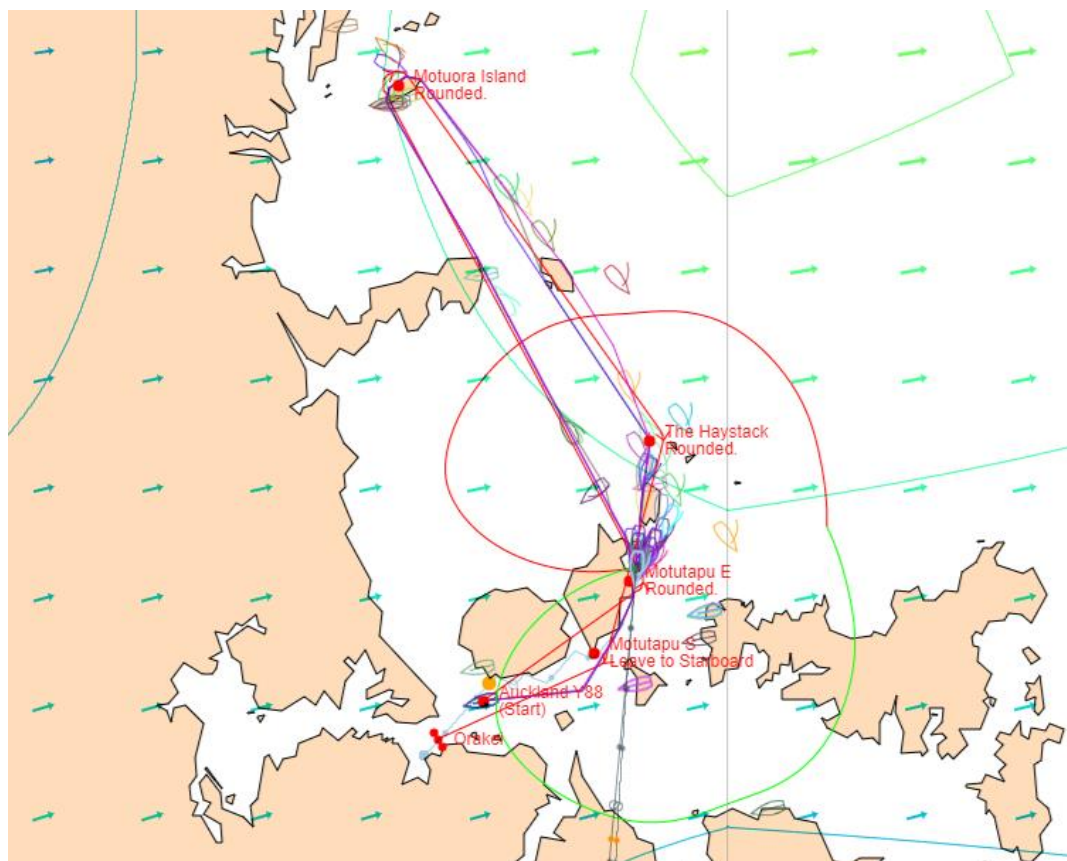 Motuora Island
Rounded.
The Haystack
Rounded.
Motutapu E
Rounded.
Motutapu S
Leave to Starboard
Auckland Y88
(Start)
Orakei